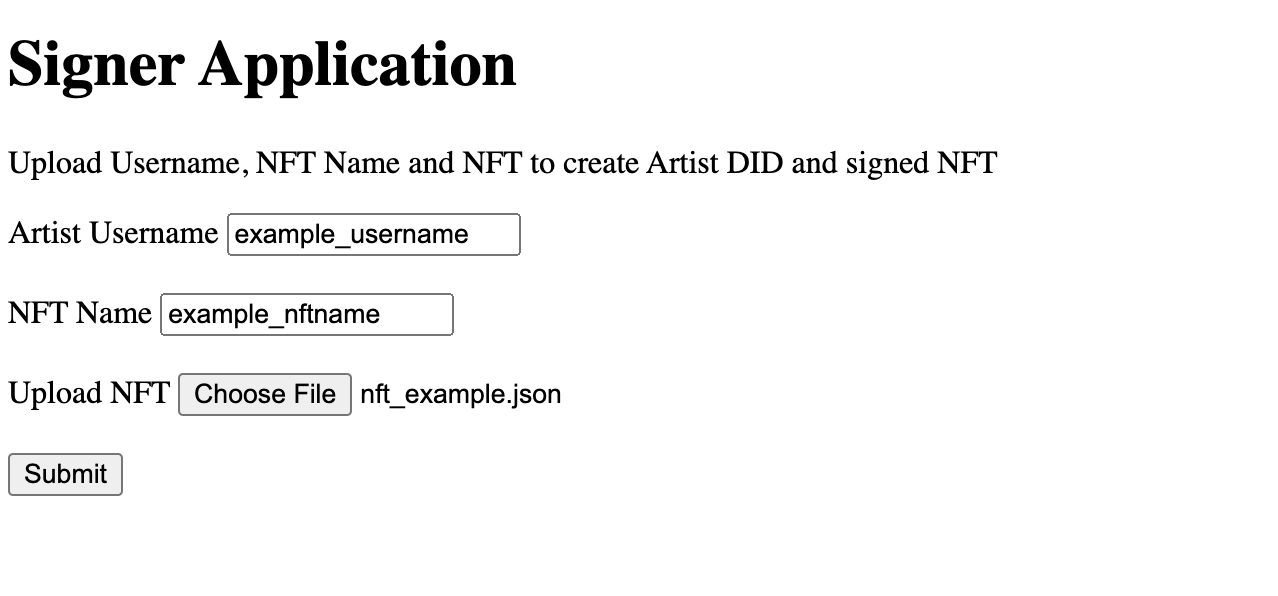 Signer Application
Upload Username, NFT Name and NFT to create Artist DID and signed NFT
Artist Username example_username
NFT Name example_nftname
Upload NFT Choose File nft_example.json
Submit